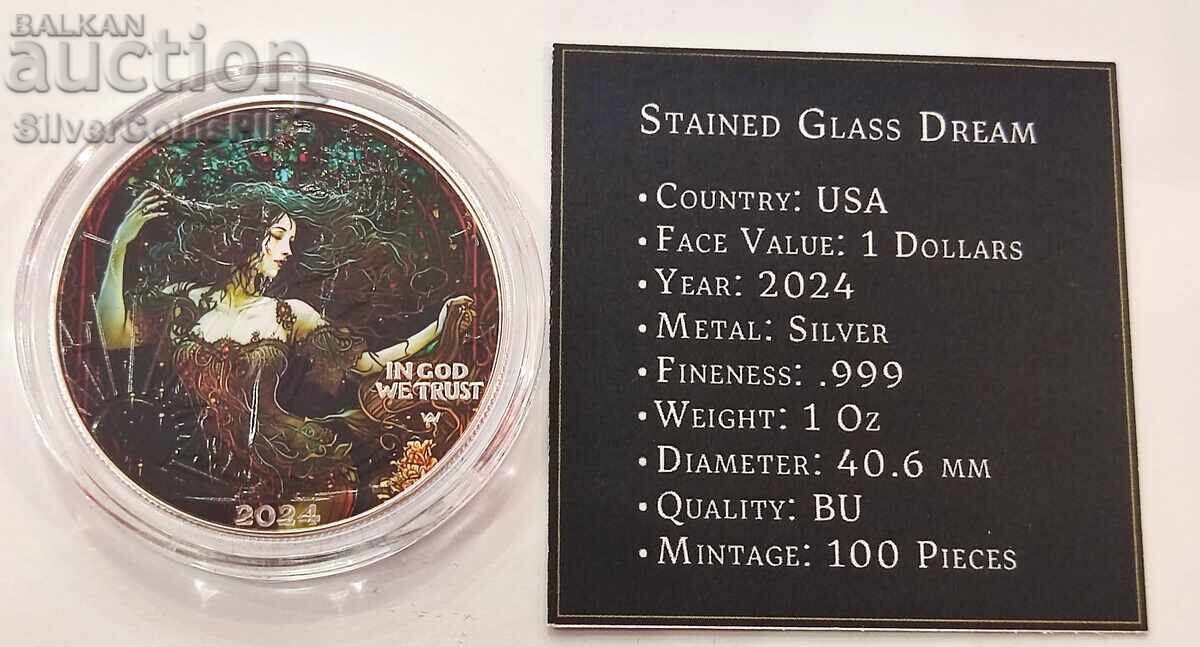 BALKAN
auction
IN GOD
WE TRUST
2024
STAINED GLASS DREAM
• COUNTRY: USA
• FACE VALUE: 1 DOLLARS
• YEAR: 2024
• METAL: SILVER
• FINENESS: .999
• WEIGHT: 1 OZ
• DIAMETER: 40.6 MM
• QUALITY: BU
• MINTAGE: 100 PIECES